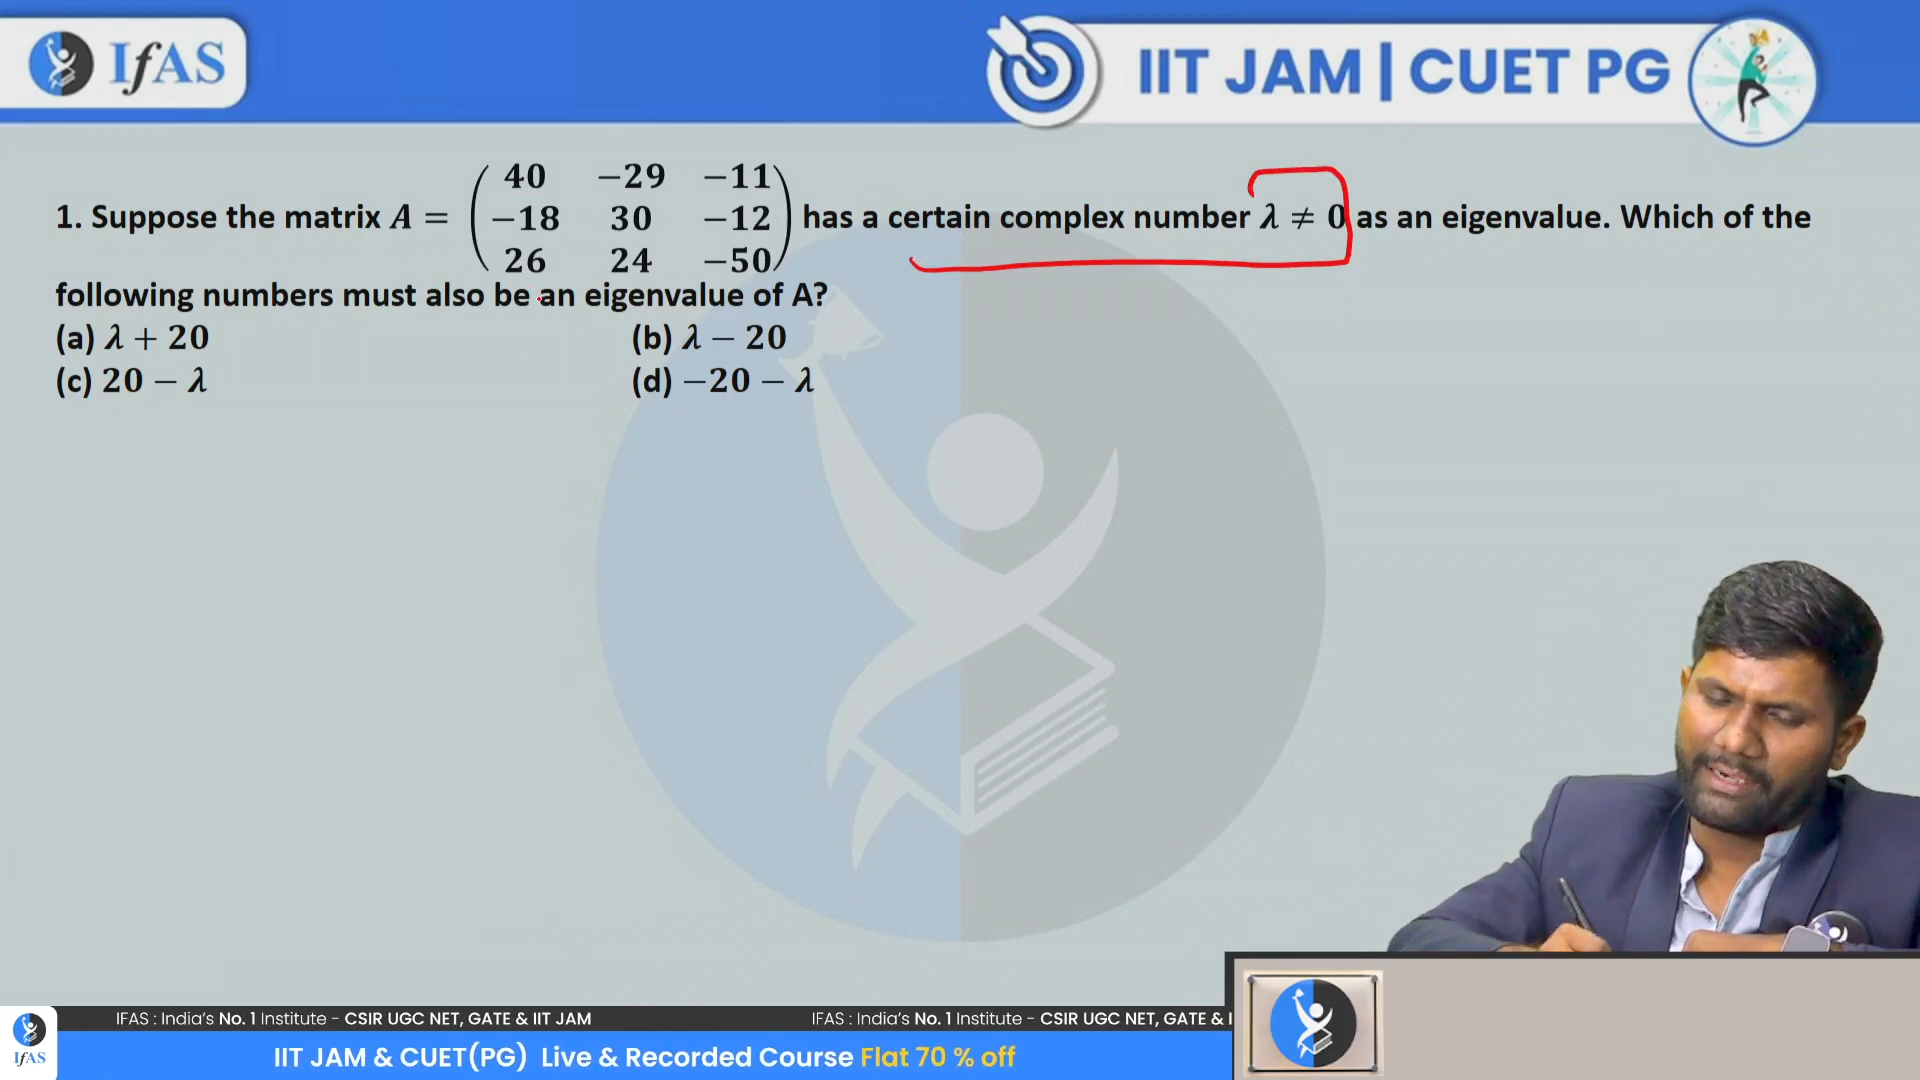 IfAS
IIT JAM | CUET PG
1. Suppose the matrix A = ( 40 −29 −11
−18 30 −12
26 24 −50 ) has a certain complex number λ ≠ 0 as an eigenvalue. Which of the
following numbers must also be an eigenvalue of A?
(a) λ + 20 (b) λ − 20
(c) 20 − λ (d) −20 − λ
IFAS : India's No. 1 Institute - CSIR UGC NET, GATE & IIT JAM IFAS : India's No. 1 Institute - CSIR UGC NET, GATE & I
IfAS
IIT JAM & CUET(PG) Live & Recorded Course Flat 70 % off